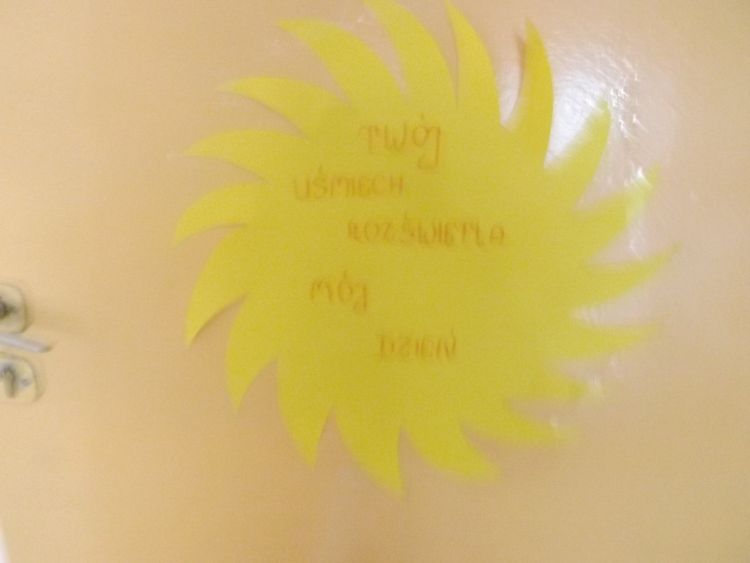 TWÓJ
UŚMIECH
ROZŚWIETLA
MÓJ
DZIEŃ